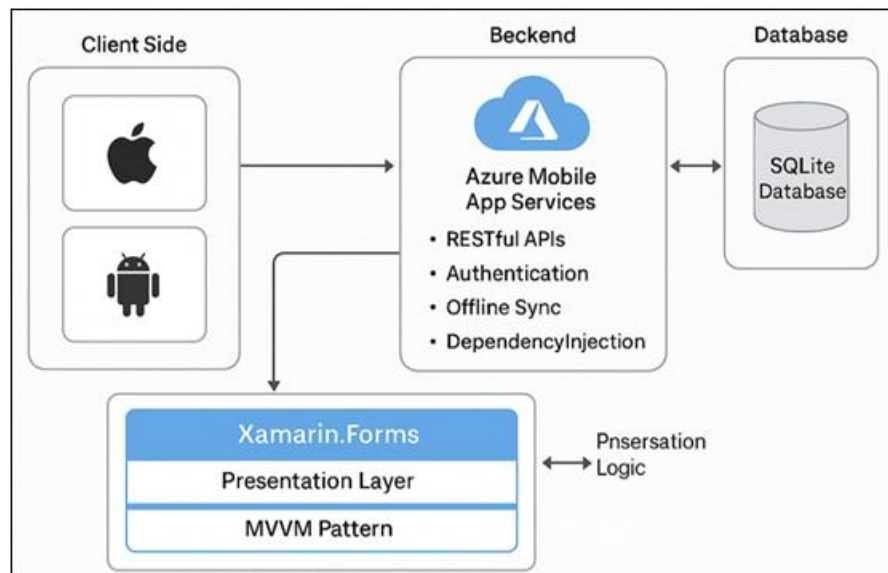 Client Side
Beckend
Database
Azure Mobile
App Services
• RESTful APIs
• Authentication
• Offline Sync
• DependencyInjection
SQLite
Database
Xamarin.Forms
Presentation Layer
MVVM Pattern
Pnsersation
Logic